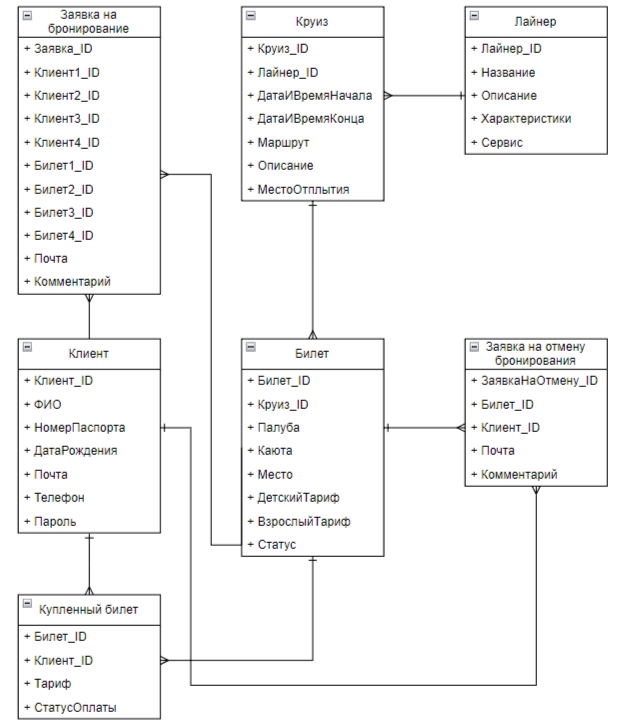 Заявка на
бронирование
+ Заявка_ID
+ Клиент1_ID
+ Клиент2_ID
+ Клиент3_ID
+ Клиент4_ID
+ Билет1_ID
+ Билет2_ID
+ Билет3_ID
+ Билет4_ID
+ Почта
+ Комментарий
Круиз
+ Круиз_ID
+ Лайнер_ID
+ ДатаИВремяНачала
+ ДатаИВремяКонца
+ Маршрут
+ Описание
+ МестоОтплытия
Лайнер
+ Лайнер_ID
+ Название
+ Описание
+ Характеристики
+ Сервис
Клиент
+ Клиент_ID
+ ФИО
+ НомерПаспорта
+ ДатаРождения
+ Почта
+ Телефон
+ Пароль
Билет
+ Билет_ID
+ Круиз_ID
+ Палуба
+ Каюта
+ Место
+ ДетскийТариф
+ ВзрослыйТариф
+ Статус
Заявка на отмену
бронирования
+ ЗаявкаНаОтмену_ID
+ Билет_ID
+ Клиент_ID
+ Почта
+ Комментарий
Купленный билет
+ Билет_ID
+ Клиент_ID
+ Тариф
+ СтатусОплаты